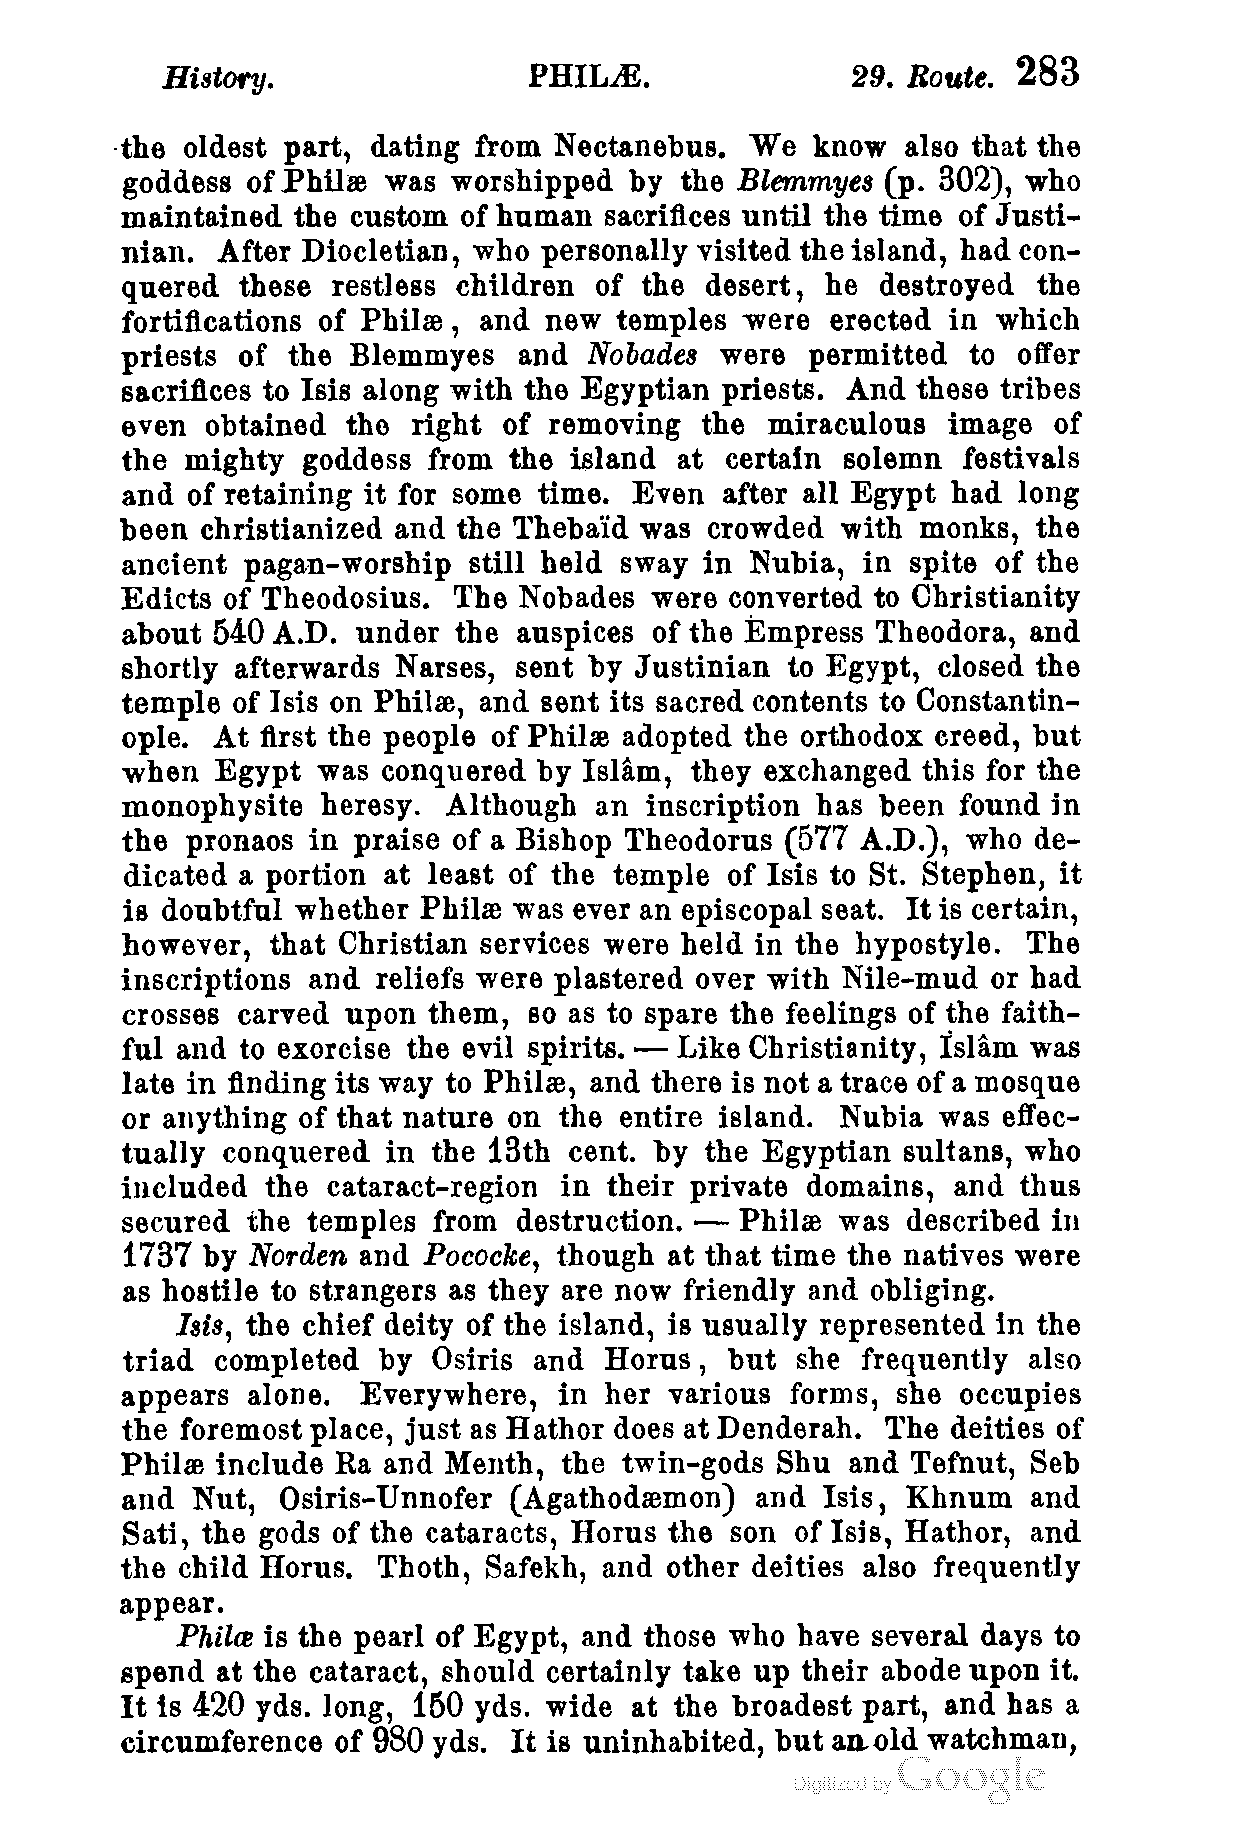 History. PHILÆ. 29. Route. 283
the oldest part, dating from Nectanebus. We know also that the
goddess of Philæ was worshipped by the Blemmyes (p. 302), who
maintained the custom of human sacrifices until the time of Justi-
nian. After Diocletian, who personally visited the island, had con-
quered these restless children of the desert, he destroyed the
fortifications of Philæ, and new temples were erected in which
priests of the Blemmyes and Nobades were permitted to offer
sacrifices to Isis along with the Egyptian priests. And these tribes
even obtained the right of removing the miraculous image of
the mighty goddess from the island at certain solemn festivals
and of retaining it for some time. Even after all Egypt had long
been christianized and the Thebaïd was crowded with monks, the
ancient pagan-worship still held sway in Nubia, in spite of the
Edicts of Theodosius. The Nobades were converted to Christianity
about 540 A.D. under the auspices of the Empress Theodora, and
shortly afterwards Narses, sent by Justinian to Egypt, closed the
temple of Isis on Philæ, and sent its sacred contents to Constantin-
ople. At first the people of Philæ adopted the orthodox creed, but
when Egypt was conquered by Islâm, they exchanged this for the
monophysite heresy. Although an inscription has been found in
the pronaos in praise of a Bishop Theodorus (577 A.D.), who de-
dicated a portion at least of the temple of Isis to St. Stephen, it
is doubtful whether Philæ was ever an episcopal seat. It is certain,
however, that Christian services were held in the hypostyle. The
inscriptions and reliefs were plastered over with Nile-mud or had
crosses carved upon them, so as to spare the feelings of the faith-
ful and to exorcise the evil spirits. — Like Christianity, Islâm was
late in finding its way to Philæ, and there is not a trace of a mosque
or anything of that nature on the entire island. Nubia was effec-
tually conquered in the 13th cent. by the Egyptian sultans, who
included the cataract-region in their private domains, and thus
secured the temples from destruction. — Philæ was described in
1737 by Norden and Pococke, though at that time the natives were
as hostile to strangers as they are now friendly and obliging.
Isis, the chief deity of the island, is usually represented in the
triad completed by Osiris and Horus, but she frequently also
appears alone. Everywhere, in her various forms, she occupies
the foremost place, just as Hathor does at Denderah. The deities of
Philæ include Ra and Menth, the twin-gods Shu and Tefnut, Seb
and Nut, Osiris-Unnofer (Agathodæmon) and Isis, Khnum and
Sati, the gods of the cataracts, Horus the son of Isis, Hathor, and
the child Horus. Thoth, Safekh, and other deities also frequently
appear.
Philæ is the pearl of Egypt, and those who have several days to
spend at the cataract, should certainly take up their abode upon it.
It is 420 yds. long, 150 yds. wide at the broadest part, and has a
circumference of 980 yds. It is uninhabited, but an old watchman,
Digitized by Google